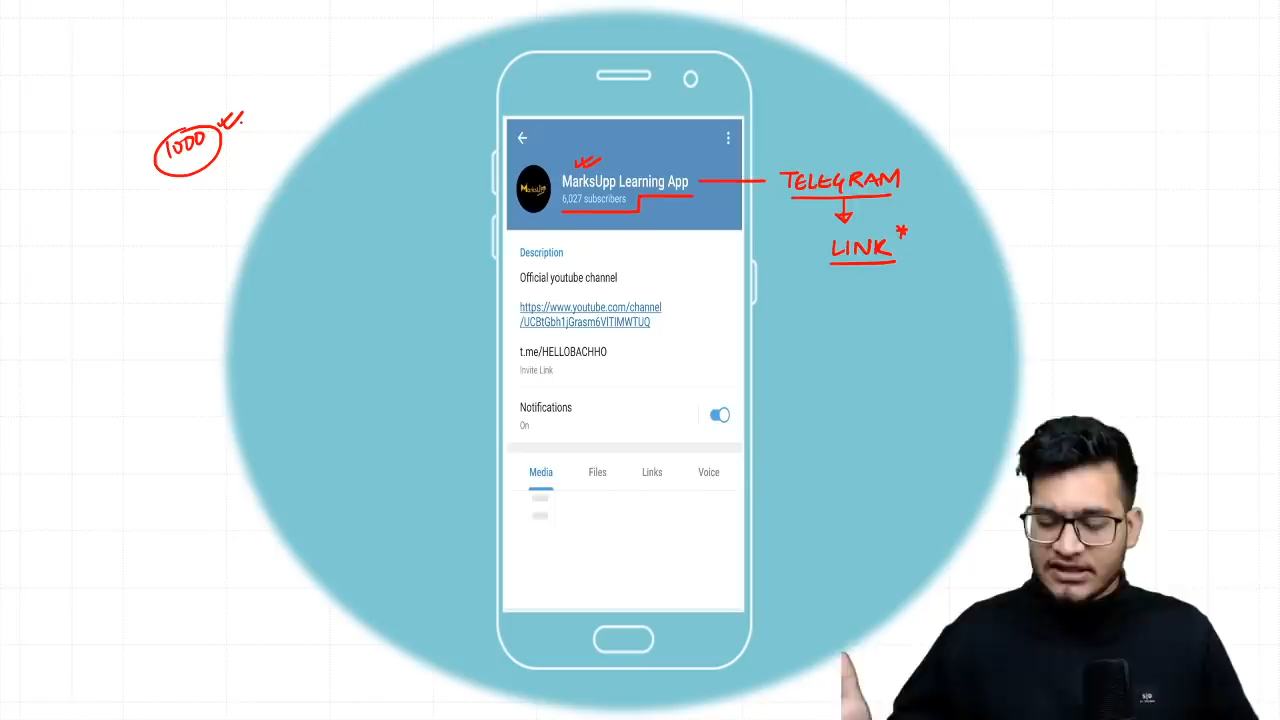 1000
MarksUpp
MarksUpp Learning App
6,027 subscribers
TELEGRAM
LINK*
Description
Official youtube channel
https://www.youtube.com/channel
/UCBtGbh1jGrasm6VlTIMWTUQ
t.me/HELLOBACHHO
Invite Link
Notifications
On
Media Files Links Voice